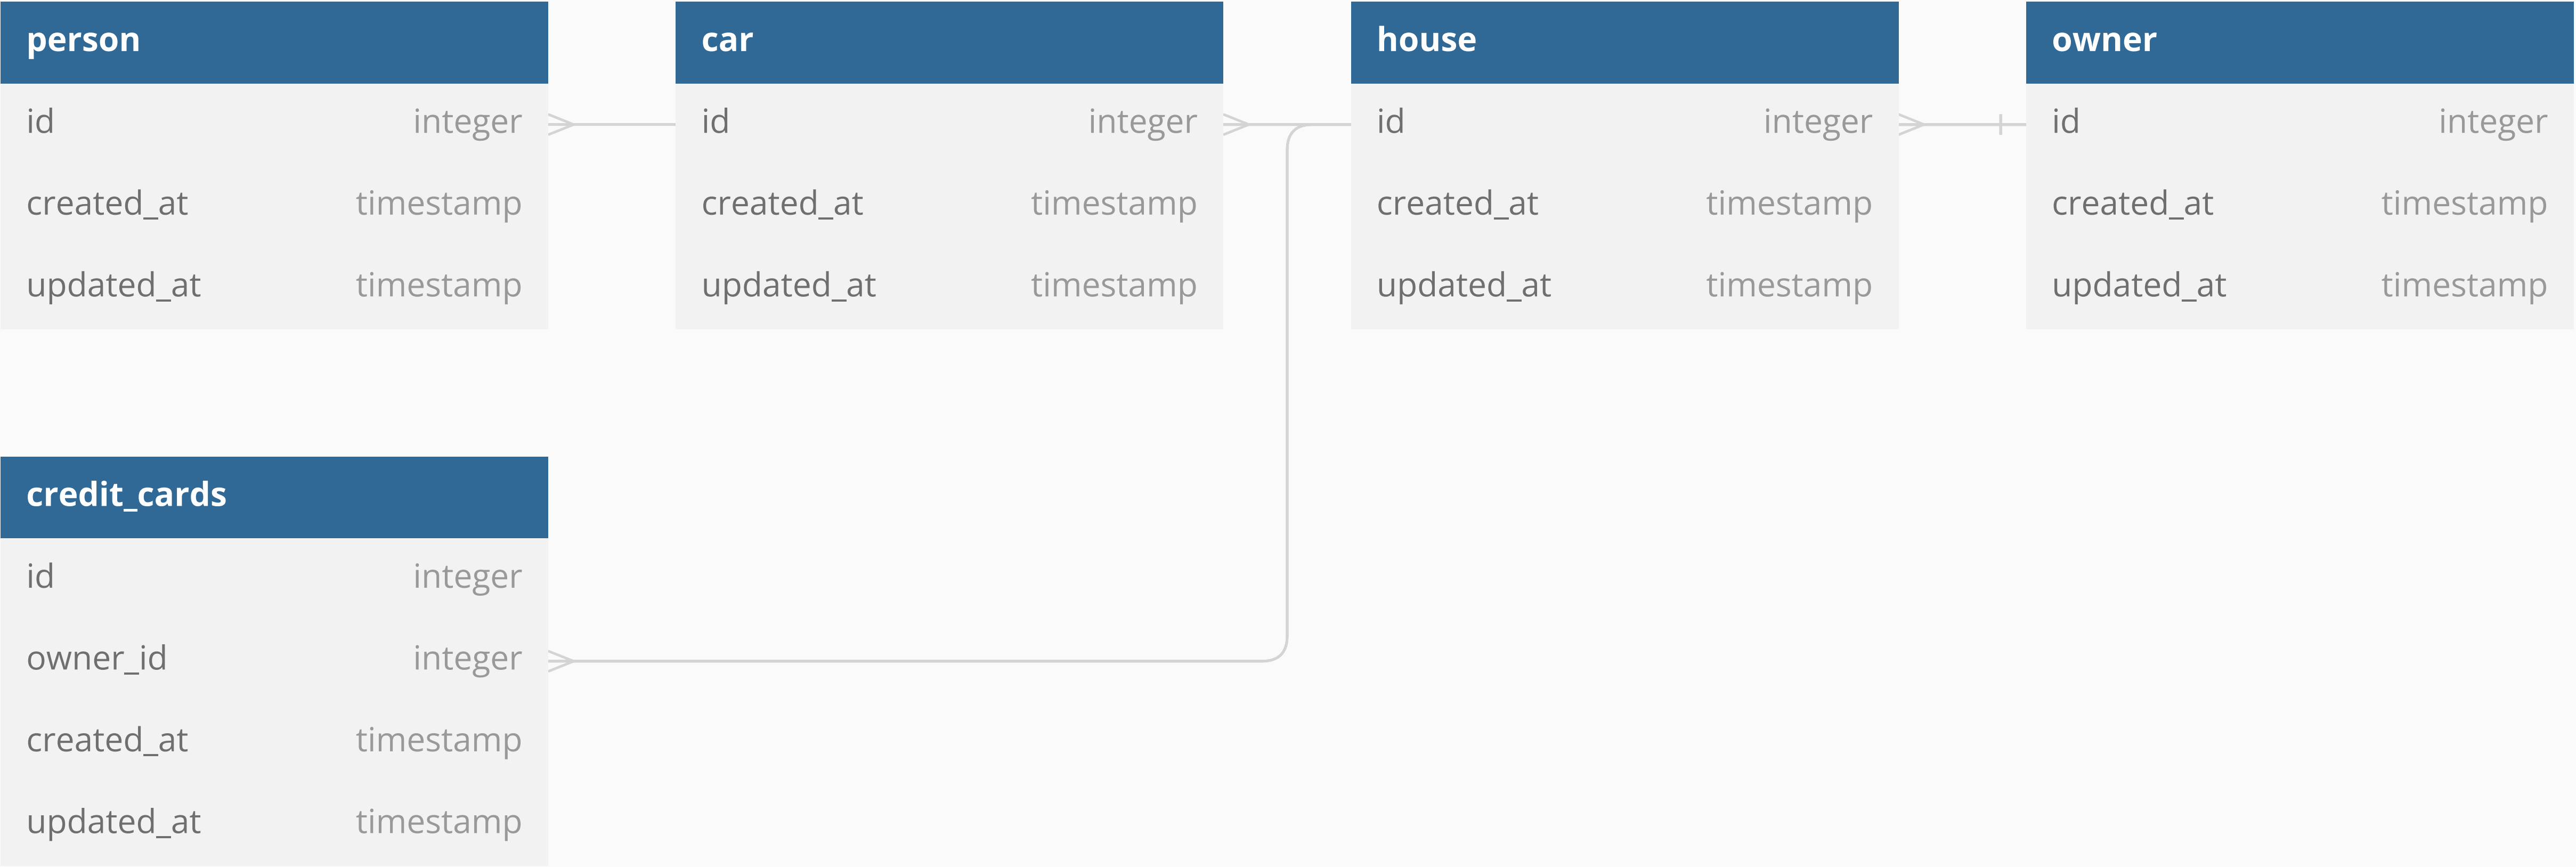 person
id integer
created_at timestamp
updated_at timestamp
car
id integer
created_at timestamp
updated_at timestamp
house
id integer
created_at timestamp
updated_at timestamp
owner
id integer
created_at timestamp
updated_at timestamp
credit_cards
id integer
owner_id integer
created_at timestamp
updated_at timestamp